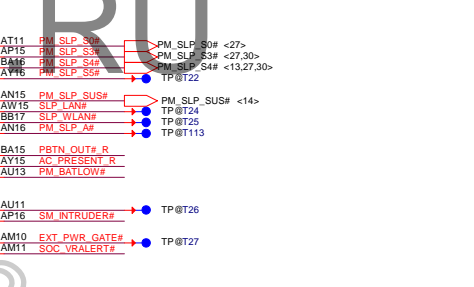 RU
AT11 PM_SLP_S0# PM_SLP_S0# <27>
AP15 PM_SLP_S3# PM_SLP_S3# <27,30>
BA16 PM_SLP_S4# PM_SLP_S4# <13,27,30>
AY16 PM_SLP_S5# TP@T22
AN15 PM_SLP_SUS# PM_SLP_SUS# <14>
AW15 SLP_LAN# TP@T24
BB17 SLP_WLAN# TP@T25
AN16 PM_SLP_A# TP@T113
BA15 PBTN_OUT#_R
AY15 AC_PRESENT_R
AU13 PM_BATLOW#
AU11 TP@T26
AP16 SM_INTRUDER#
AM10 EXT_PWR_GATE# TP@T27
AM11 SOC_VRALERT#